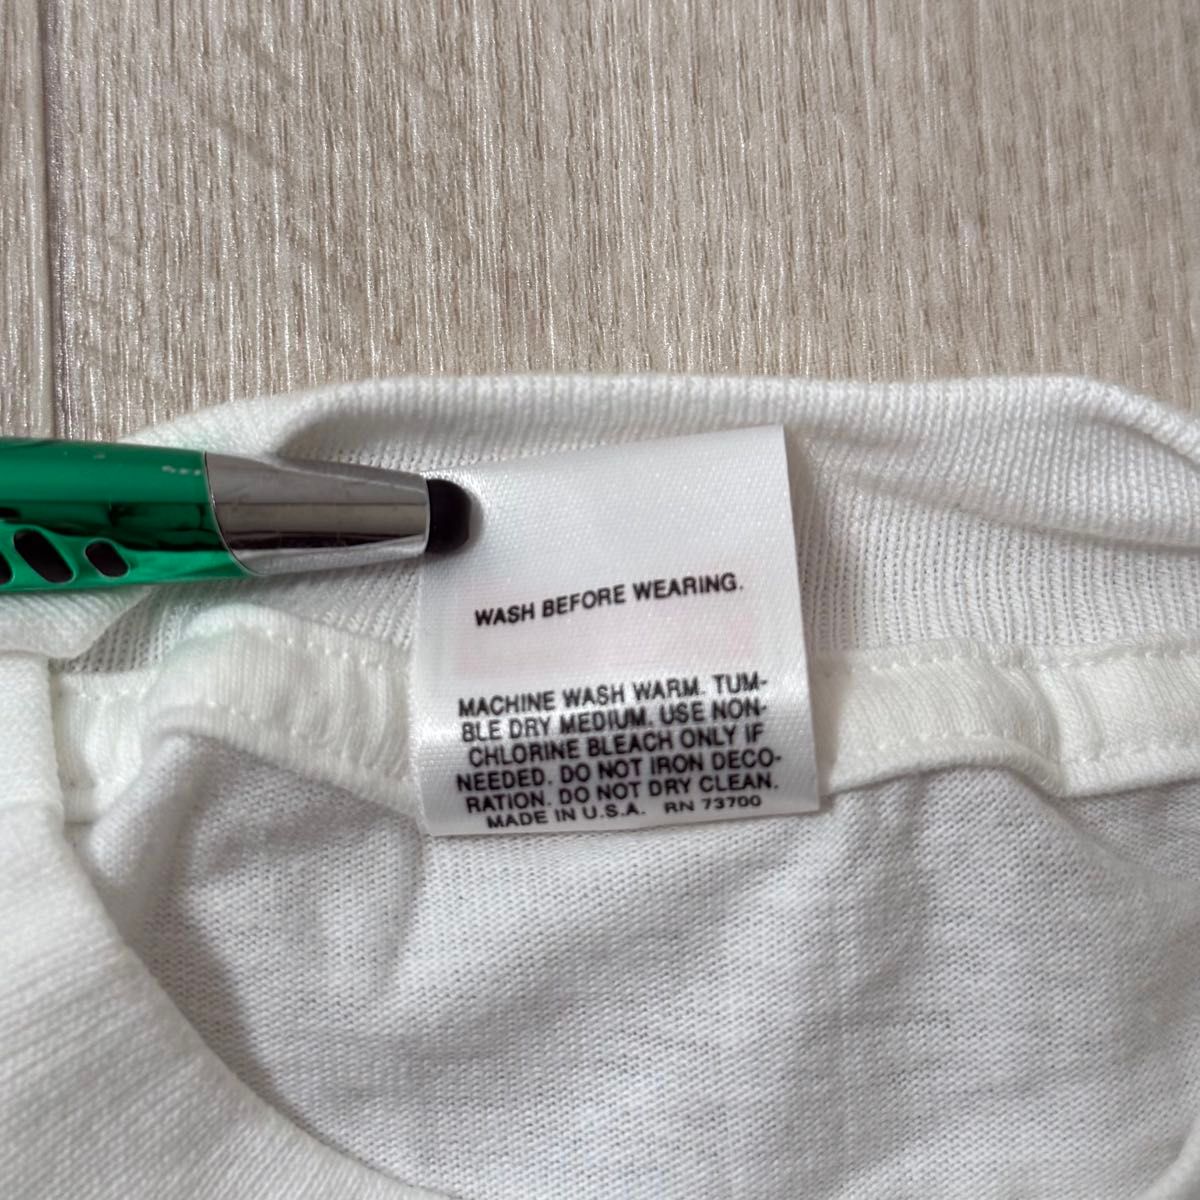 WASH BEFORE WEARING.
MACHINE WASH WARM. TUM-
BLE DRY MEDIUM. USE NON-
CHLORINE BLEACH ONLY IF
NEEDED. DO NOT IRON DECO-
RATION. DO NOT DRY CLEAN.
MADE IN U.S.A. RN 73700